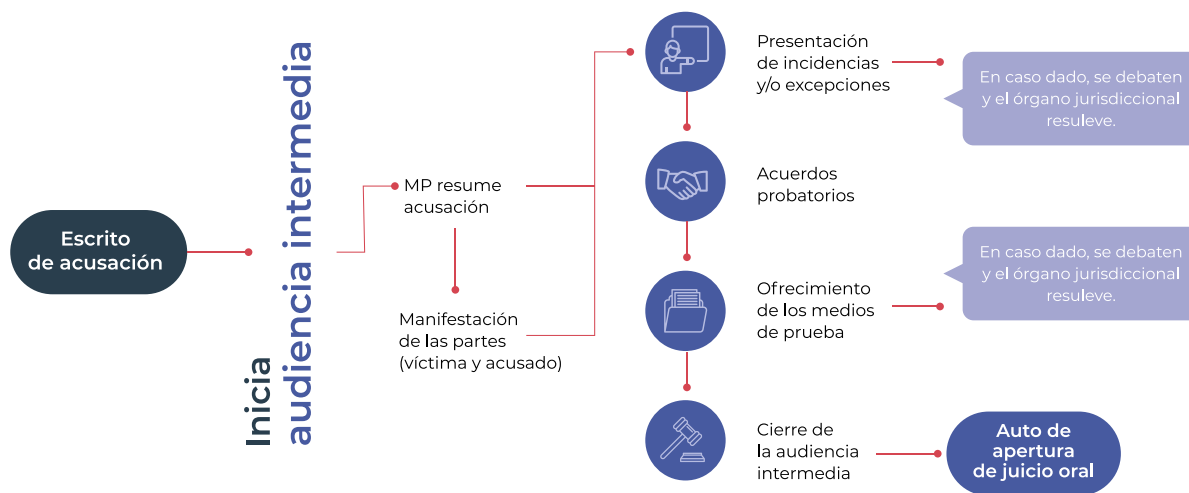 Escrito
de acusación
Inicia
audiencia intermedia
MP resume
acusación
Manifestación
de las partes
(víctima y acusado)
Presentación
de incidencias
y/o excepciones
En caso dado, se debaten
y el órgano jurisdiccional
resuleve.
Acuerdos
probatorios
Ofrecimiento
de los medios
de prueba
En caso dado, se debaten
y el órgano jurisdiccional
resuleve.
Cierre de
la audiencia
intermedia
Auto de
apertura
de juicio oral